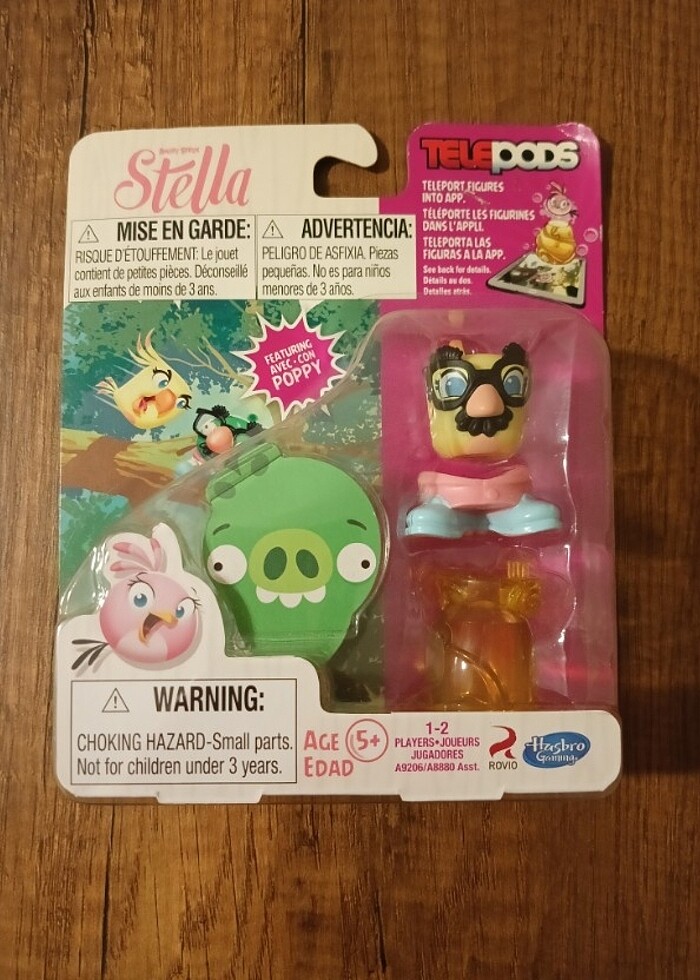 ANGRY BIRDS
Stella
TELEPODS
TELEPORT FIGURES
INTO APP.
TÉLÉPORTE LES FIGURINES
DANS L'APPLI.
TELEPORTA LAS
FIGURAS A LA APP.
See back for details.
Détails au dos.
Detalles atrás.
MISE EN GARDE:
RISQUE D'ÉTOUFFEMENT: Le jouet
contient de petites pièces. Déconseillé
aux enfants de moins de 3 ans.
ADVERTENCIA:
PELIGRO DE ASFIXIA. Piezas
pequeñas. No es para niños
menores de 3 años.
FEATURING
AVEC • CON
POPPY
WARNING:
CHOKING HAZARD-Small parts.
Not for children under 3 years.
AGE
EDAD
5+
1-2
PLAYERS•JOUEURS
JUGADORES
A9206/A8880 Asst.
ROVIO
Hasbro
Gaming